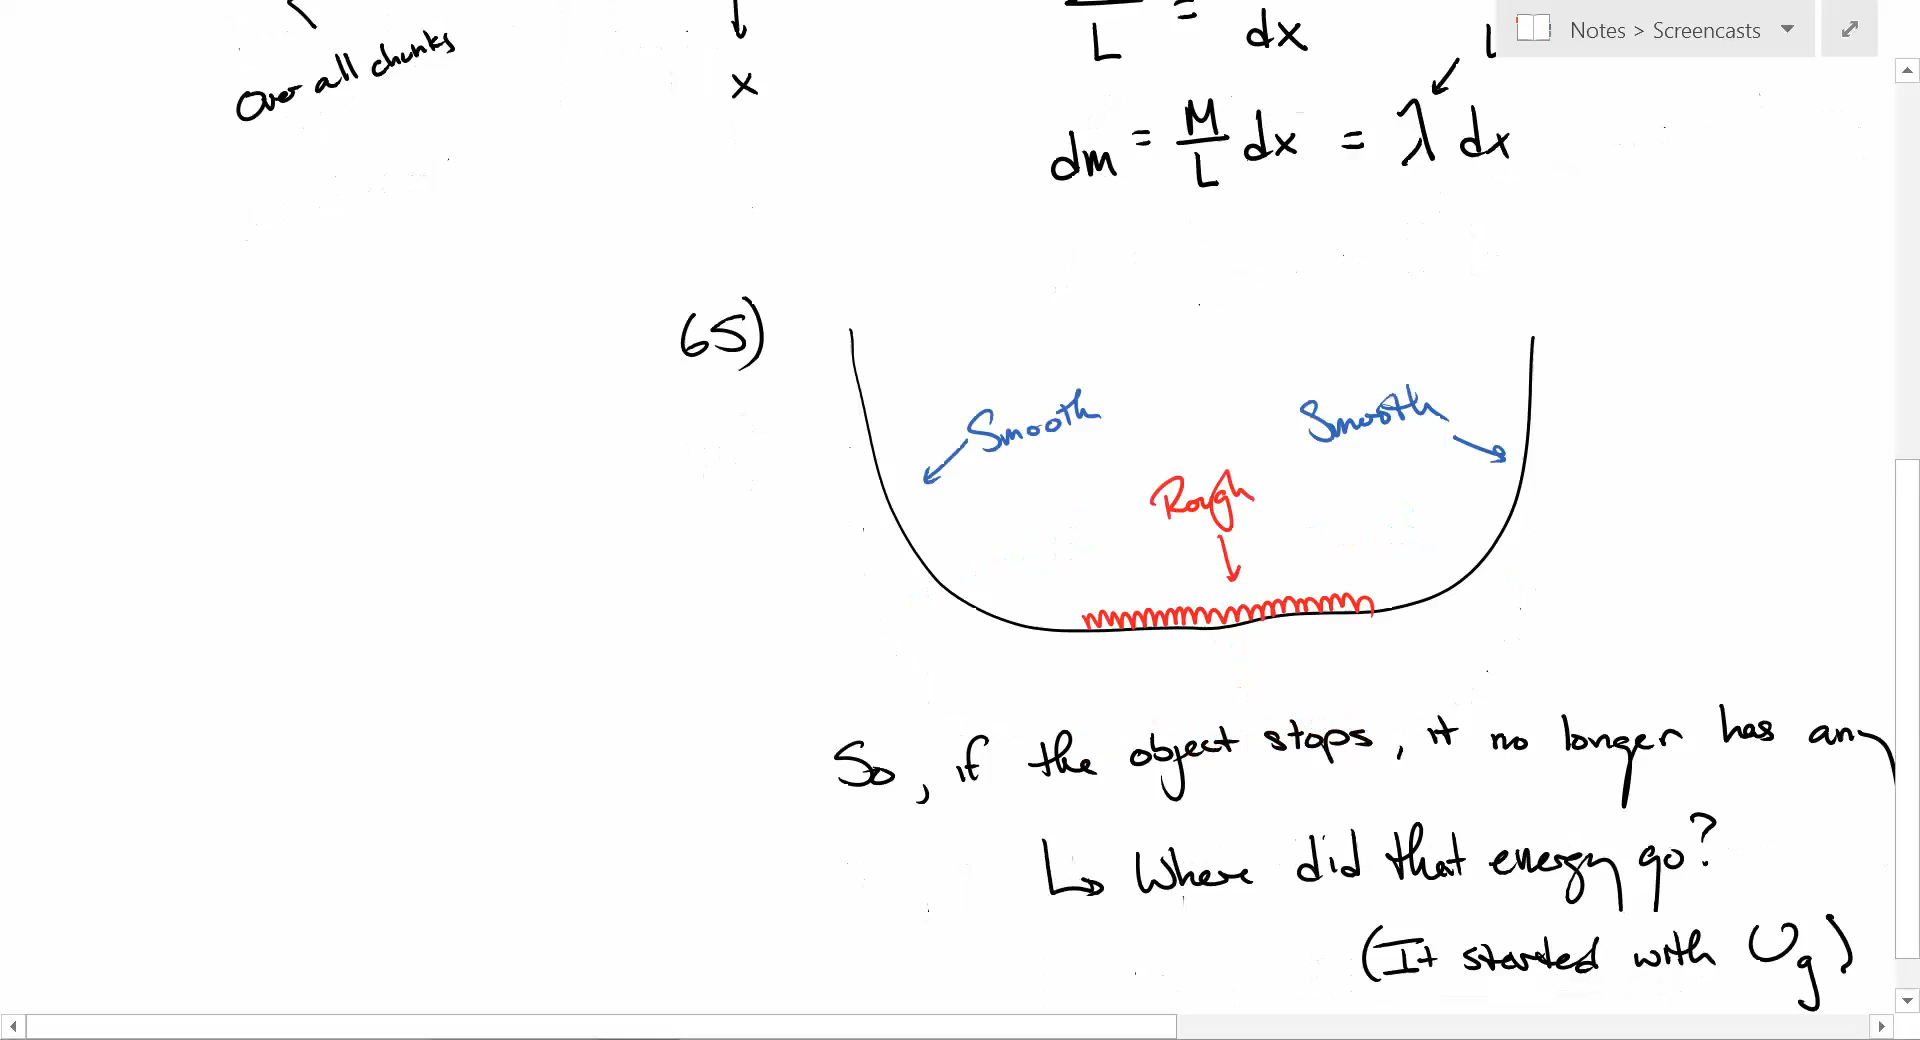 Notes > Screencasts
Over all chunks
x
L = dx
dm = M/L dx = λ dx
65)
Smooth
Smooth
Rough
So, if the object stops, it no longer has any
↳ Where did that energy go?
(It started with Ug)